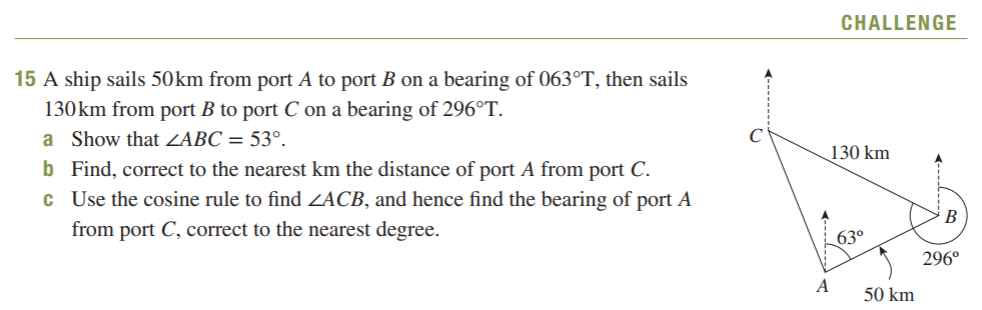 CHALLENGE
15 A ship sails 50 km from port A to port B on a bearing of 063°T, then sails
130 km from port B to port C on a bearing of 296°T.
a Show that ∠ABC = 53°.
b Find, correct to the nearest km the distance of port A from port C.
c Use the cosine rule to find ∠ACB, and hence find the bearing of port A
from port C, correct to the nearest degree.
C
130 km
B
63°
296°
A
50 km